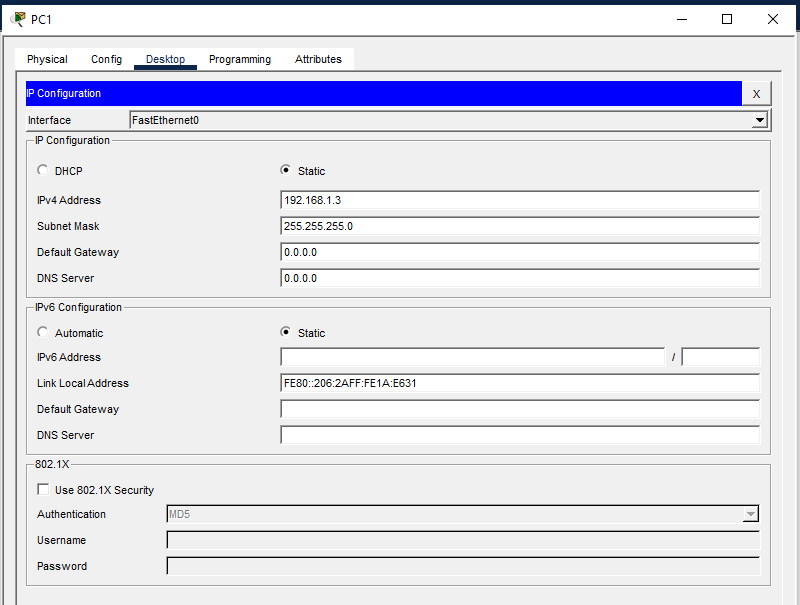 PC1
Physical Config Desktop Programming Attributes
IP Configuration X
Interface FastEthernet0
IP Configuration
DHCP Static
IPv4 Address 192.168.1.3
Subnet Mask 255.255.255.0
Default Gateway 0.0.0.0
DNS Server 0.0.0.0
IPv6 Configuration
Automatic Static
IPv6 Address /
Link Local Address FE80::206:2AFF:FE1A:E631
Default Gateway
DNS Server
802.1X
Use 802.1X Security
Authentication MD5
Username
Password